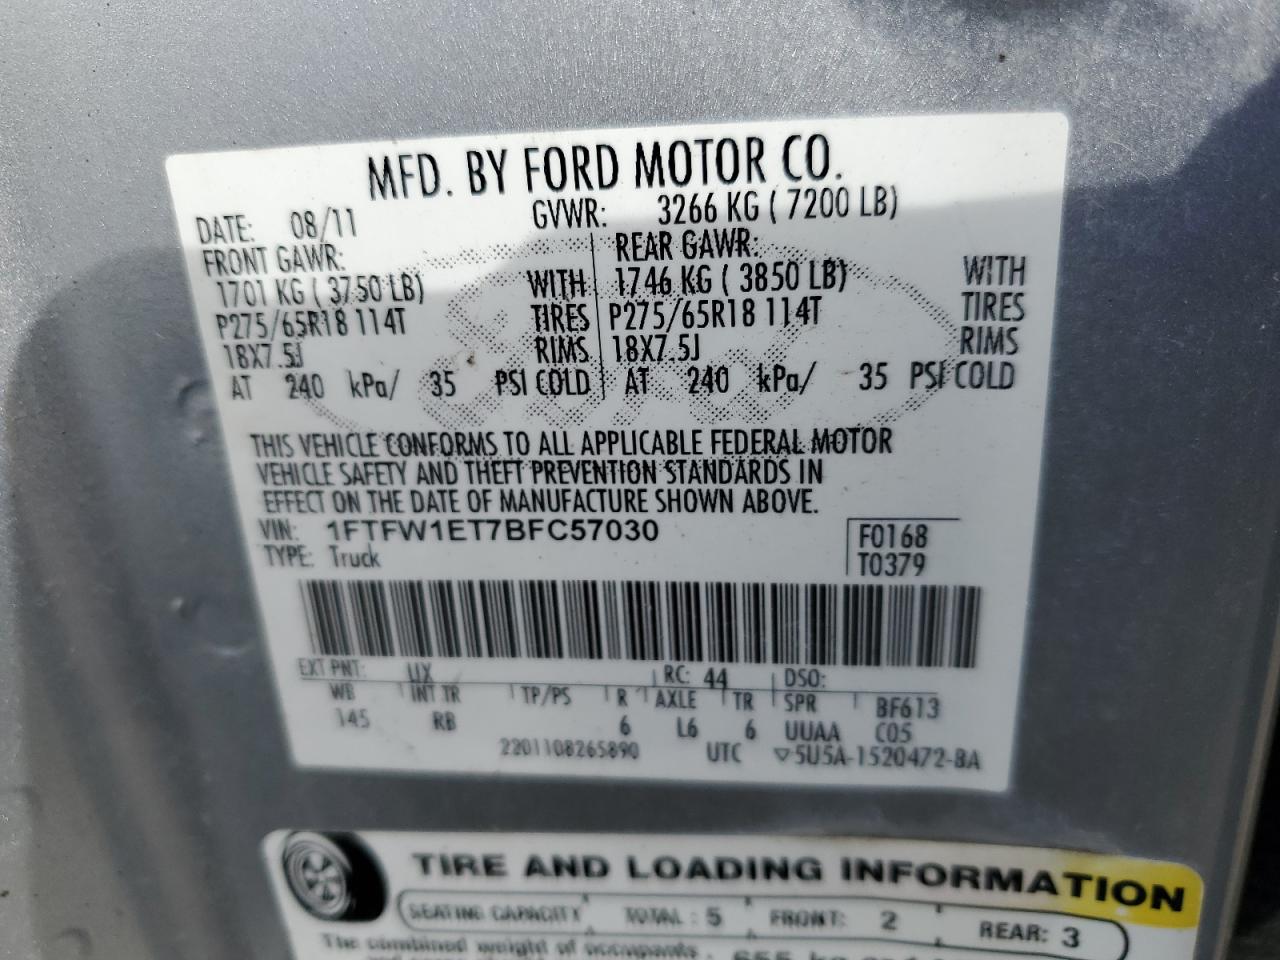 MFD. BY FORD MOTOR CO.
DATE: 08/11 GVWR: 3266 KG ( 7200 LB)
FRONT GAWR: REAR GAWR:
1701 KG ( 3750 LB) WITH 1746 KG ( 3850 LB) WITH
P275/65R18 114T TIRES P275/65R18 114T TIRES
18X7.5J RIMS 18X7.5J RIMS
AT 240 kPa/ 35 PSI COLD AT 240 kPa/ 35 PSI COLD
THIS VEHICLE CONFORMS TO ALL APPLICABLE FEDERAL MOTOR
VEHICLE SAFETY AND THEFT PREVENTION STANDARDS IN
EFFECT ON THE DATE OF MANUFACTURE SHOWN ABOVE.
VIN: 1FTFW1ET7BFC57030 F0168
TYPE: Truck T0379
EXT PNT: UX RC: 44 DSO:
WB INT TR TP/PS R AXLE TR SPR BF613
145 RB 6 L6 6 UUAA C05
2201108265890 UTC ▽5U5A-1520472-BA
TIRE AND LOADING INFORMATION
SEATING CAPACITY TOTAL : 5 FRONT: 2 REAR: 3
The combined weight of occupants